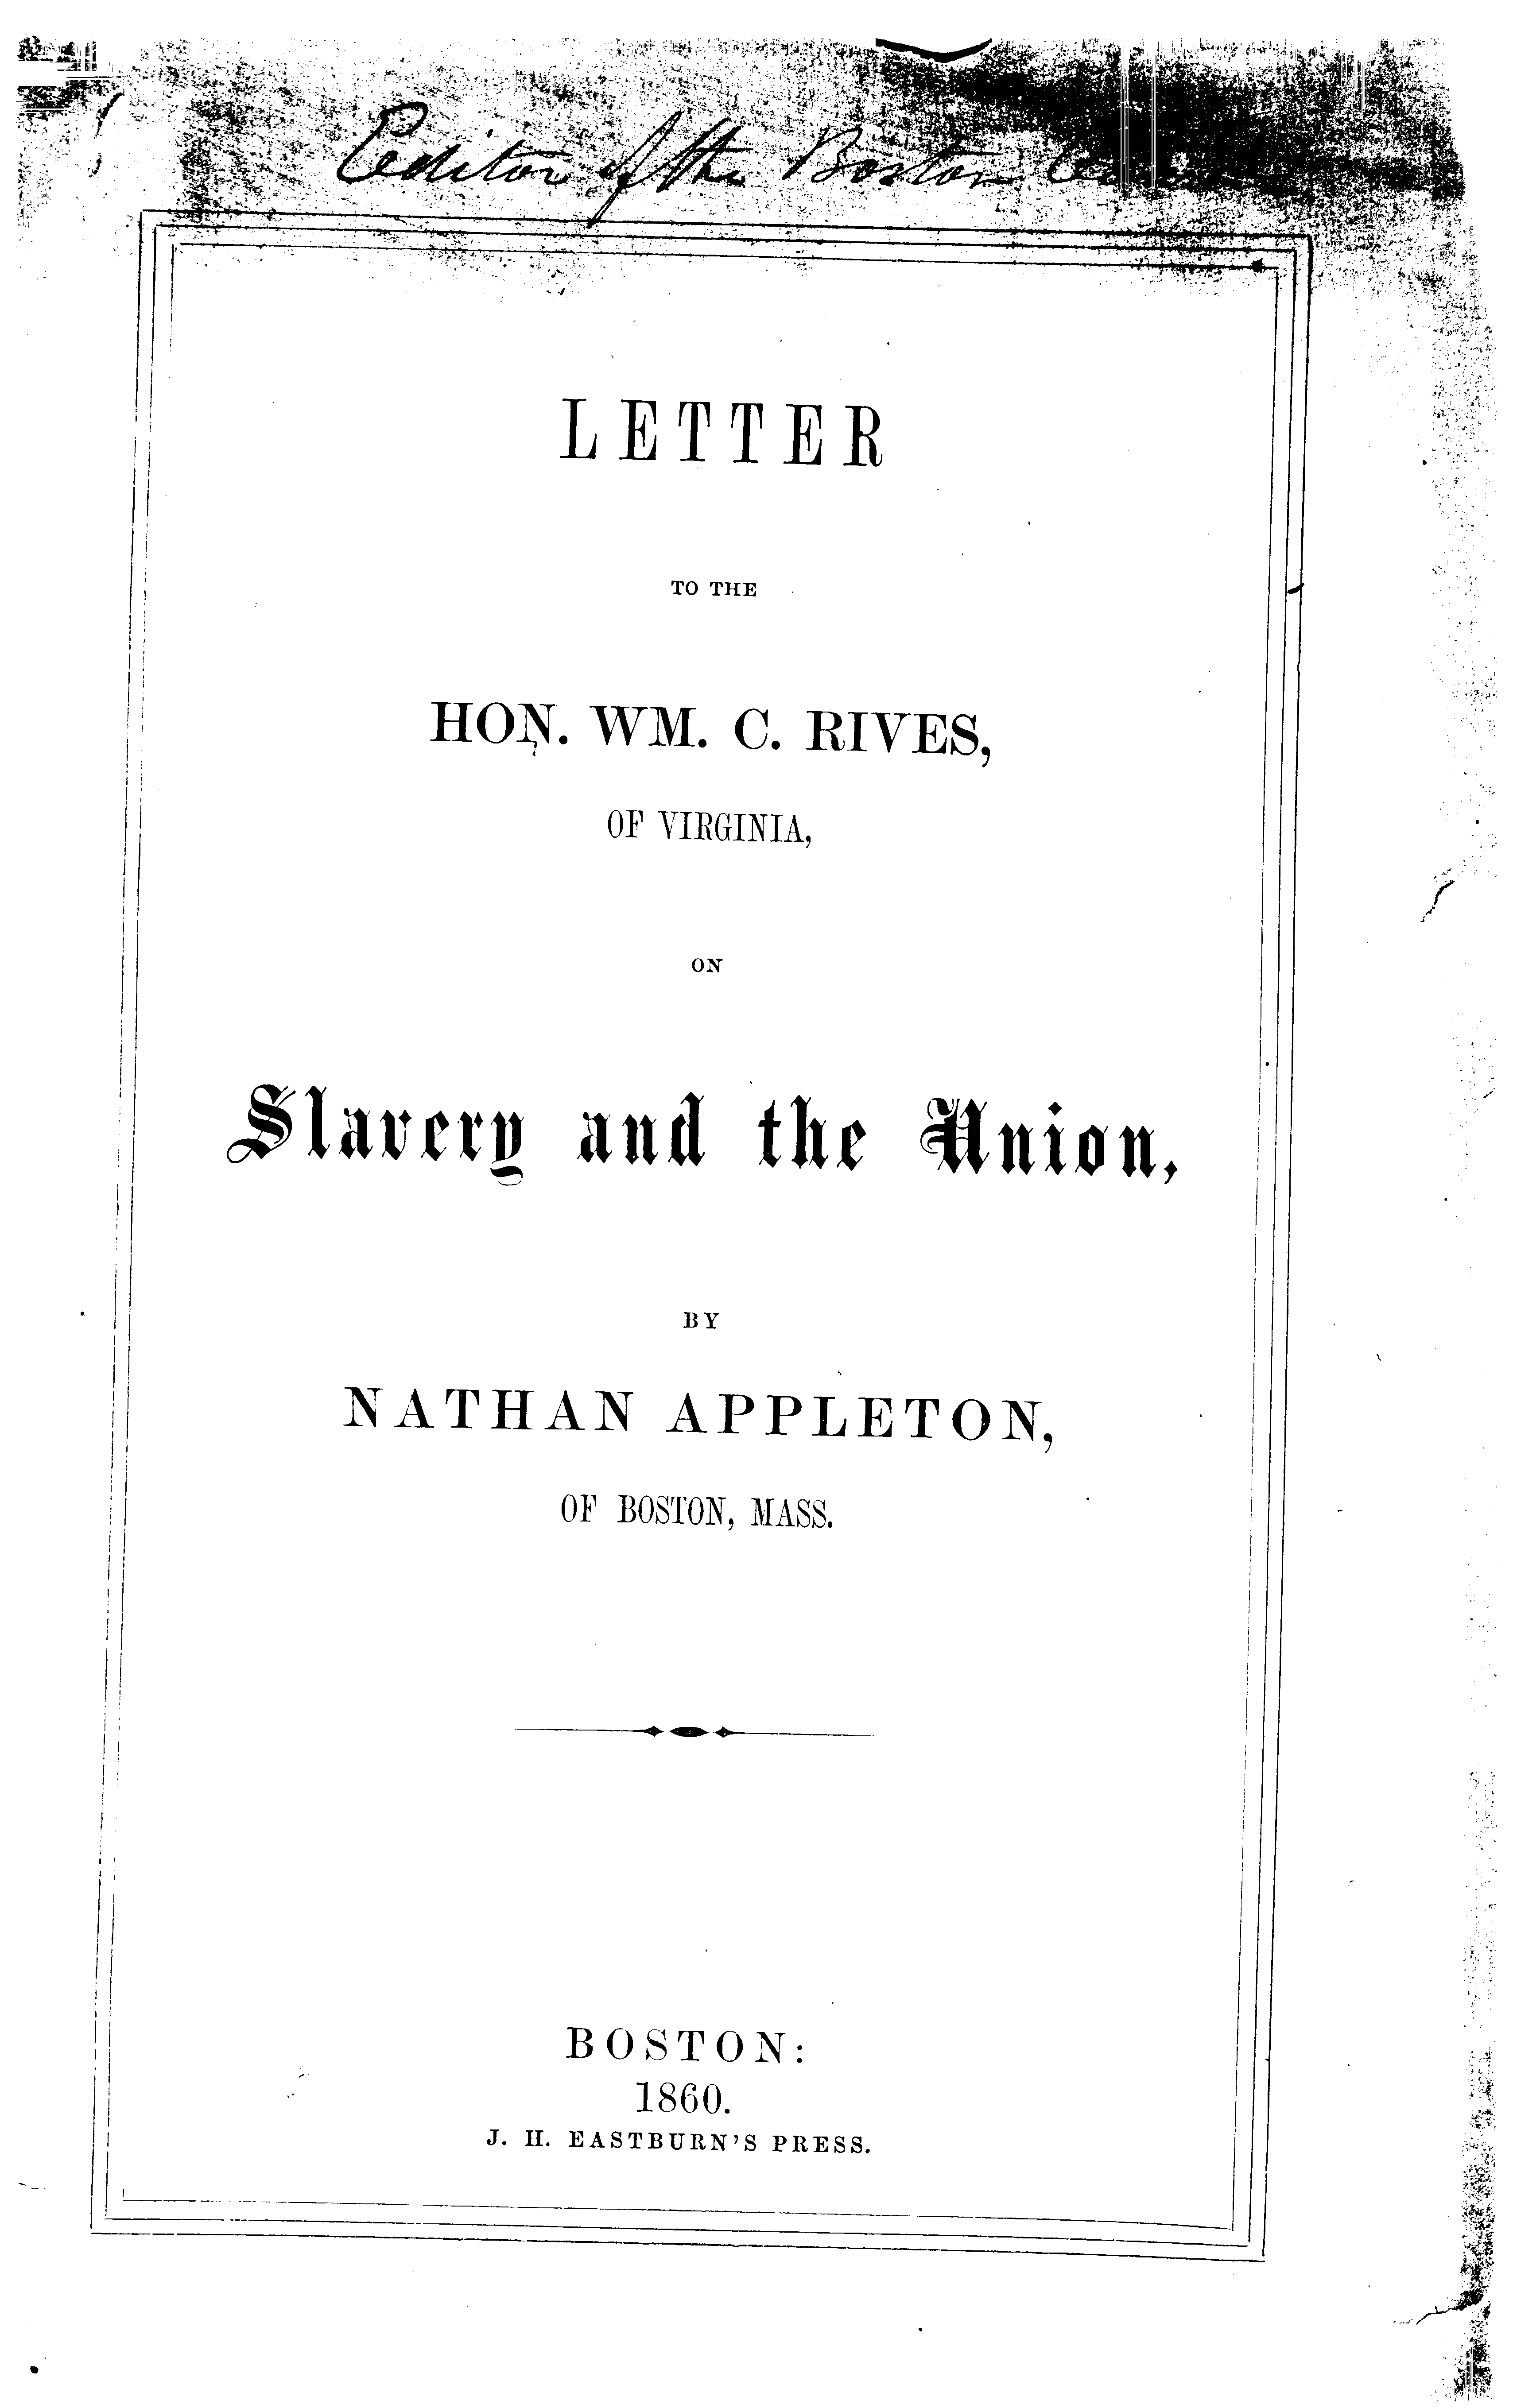 Editor of the Boston
LETTER
TO THE
HON. WM. C. RIVES,
OF VIRGINIA,
ON
Slavery and the Union,
BY
NATHAN APPLETON,
OF BOSTON, MASS.
BOSTON:
1860.
J. H. EASTBURN'S PRESS.